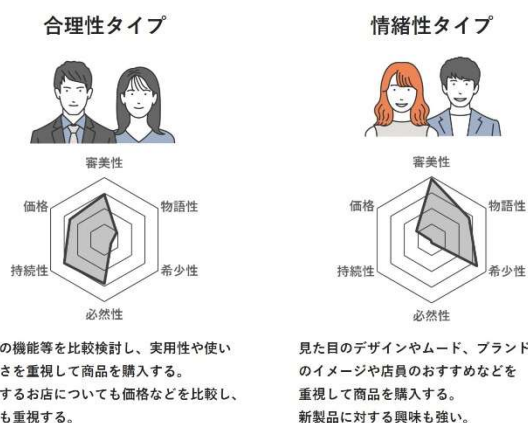 合理性タイプ
情緒性タイプ
審美性
価格
物語性
持続性
希少性
必然性
審美性
価格
物語性
持続性
希少性
必然性
の機能等を比較検討し、実用性や使い
さを重視して商品を購入する。
するお店についても価格などを比較し、
も重視する。
見た目のデザインやムード、ブランド
のイメージや店員のおすすめなどを
重視して商品を購入する。
新製品に対する興味も強い。